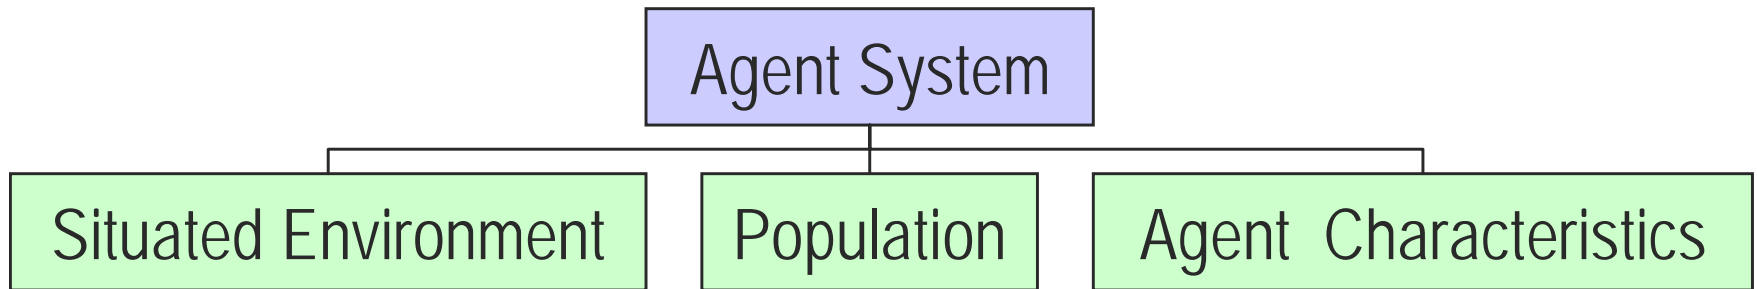 Agent System
Situated Environment
Population
Agent Characteristics